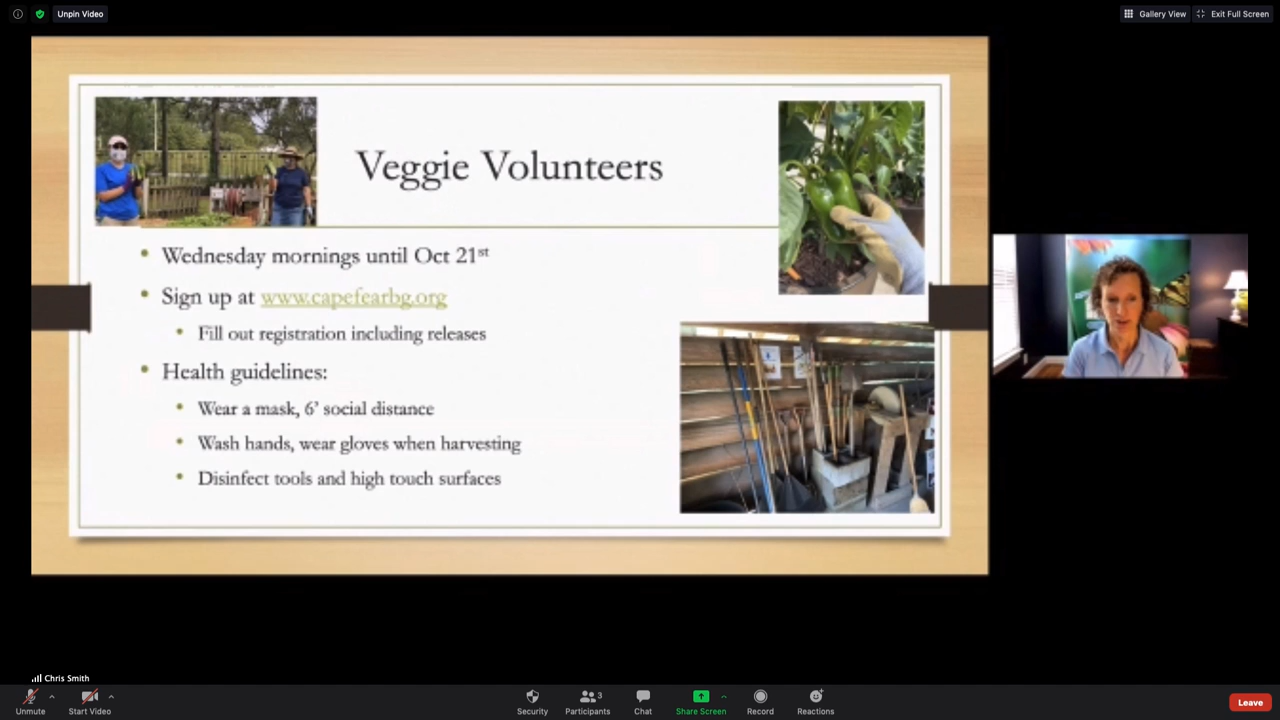 Unpin Video
Gallery View
Exit Full Screen
Veggie Volunteers
• Wednesday mornings until Oct 21st
• Sign up at www.capefearbg.org
• Fill out registration including releases
• Health guidelines:
• Wear a mask, 6' social distance
• Wash hands, wear gloves when harvesting
• Disinfect tools and high touch surfaces
Chris Smith
Unmute
Start Video
Security
Participants
3
Chat
Share Screen
Record
Reactions
Leave